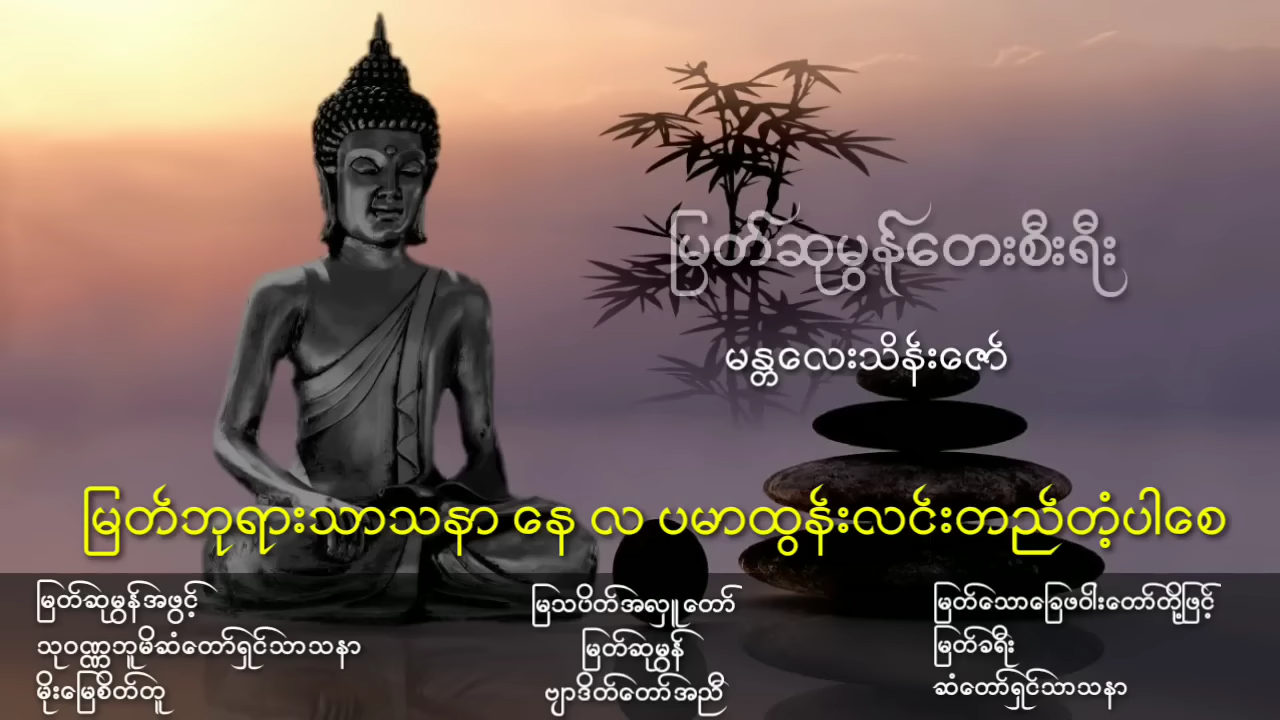 မြတ်ဆုမွန်တေးစီးရီး
မန္တလေးသိန်းဇော်
မြတ်ဘုရားသာသနာ နေ လ ပမာထွန်းလင်းတည်တံ့ပါစေ
မြတ်ဆုမွန်အဖွင့်
သုဝဏ္ဏဘူမိဆံတော်ရှင်သာသနာ
မိုးမြေစိတ်တူ
မြသပိတ်အလှူတော်
မြတ်ဆုမွန်
ဗျာဒိတ်တော်အညီ
မြတ်သောခြေဖဝါးတော်တို့ဖြင့်
မြတ်ခရီး
ဆံတော်ရှင်သာသနာ